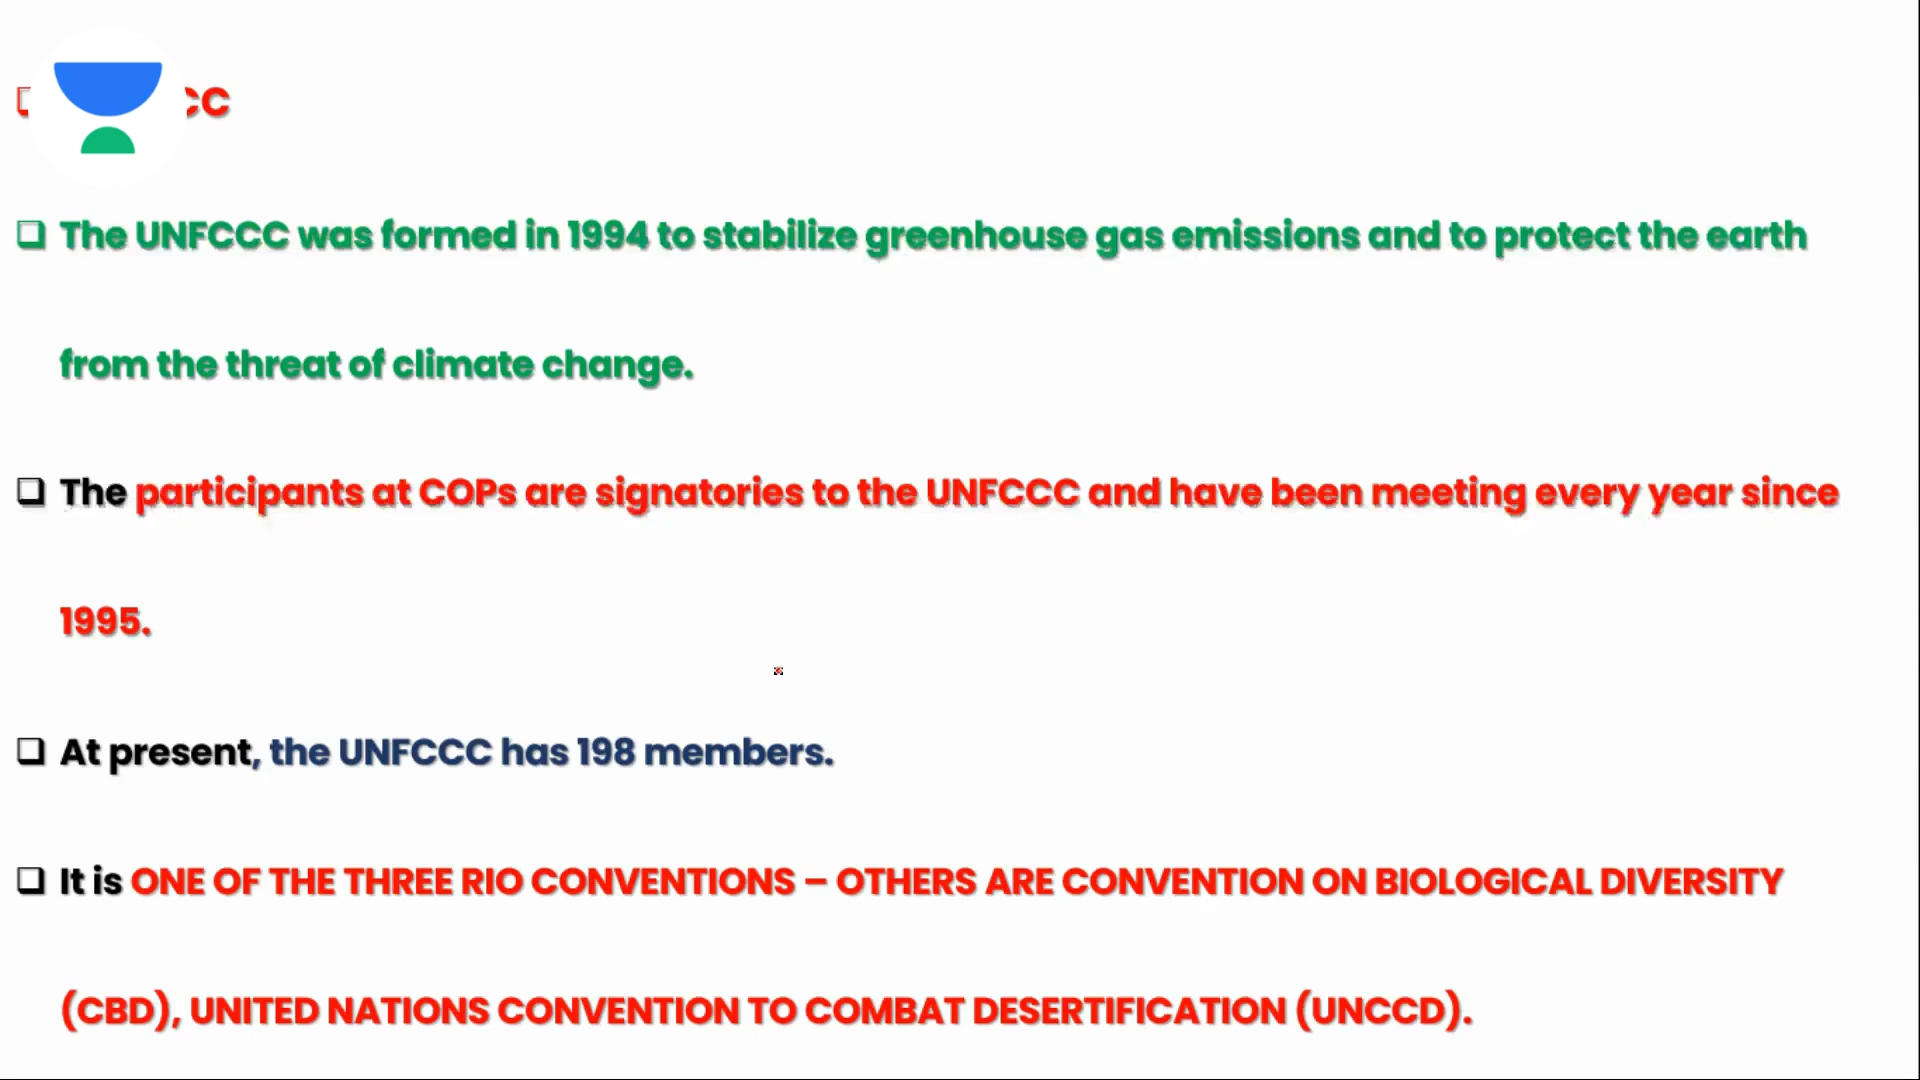 CC
❑ The UNFCCC was formed in 1994 to stabilize greenhouse gas emissions and to protect the earth
from the threat of climate change.
❑ The participants at COPs are signatories to the UNFCCC and have been meeting every year since
1995.
❑ At present, the UNFCCC has 198 members.
❑ It is ONE OF THE THREE RIO CONVENTIONS – OTHERS ARE CONVENTION ON BIOLOGICAL DIVERSITY
(CBD), UNITED NATIONS CONVENTION TO COMBAT DESERTIFICATION (UNCCD).